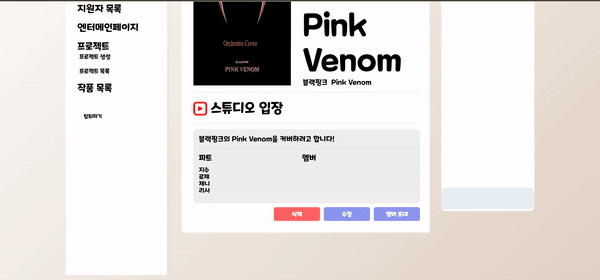 지원자 목록
엔터메인페이지
프로젝트
프로젝트 생성
프로젝트 목록
작품 목록
탈퇴하기
Orchestra Cover
BLACKPINK
PINK VENOM
Pink
Venom
블랙핑크 Pink Venom
스튜디오 입장
블랙핑크의 Pink Venom을 커버하려고 합니다!
파트 멤버
지수
로제
제니
리사
삭제 수정 멤버 초대